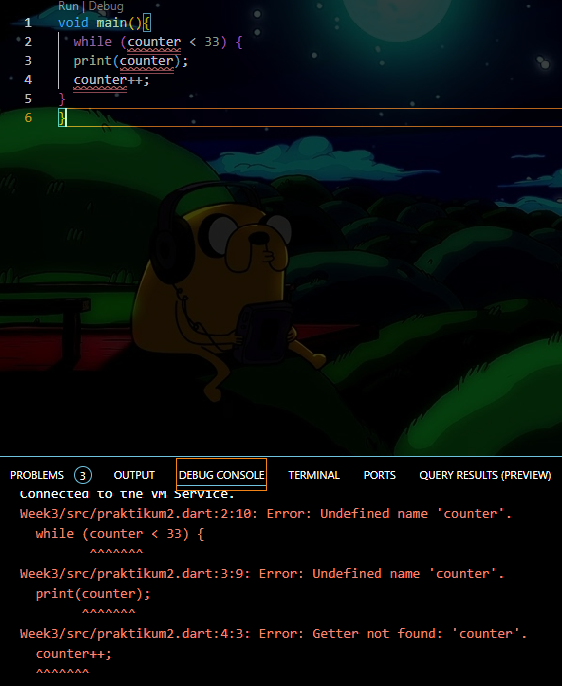 Run | Debug
1 void main(){
2 while (counter < 33) {
3 print(counter);
4 counter++;
5 }
6 }
PROBLEMS 3 OUTPUT DEBUG CONSOLE TERMINAL PORTS QUERY RESULTS (PREVIEW)
Connected to the VM Service.
Week3/src/praktikum2.dart:2:10: Error: Undefined name 'counter'.
while (counter < 33) {
^^^^^^^
Week3/src/praktikum2.dart:3:9: Error: Undefined name 'counter'.
print(counter);
^^^^^^^
Week3/src/praktikum2.dart:4:3: Error: Getter not found: 'counter'.
counter++;
^^^^^^^